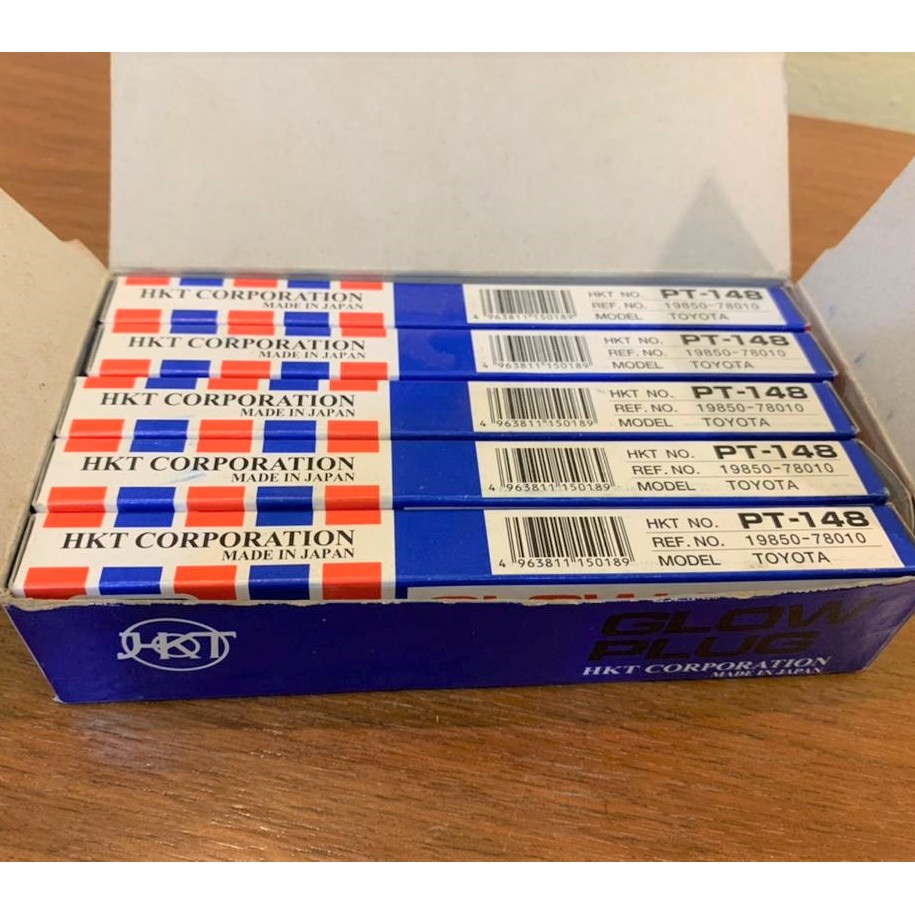 HKT CORPORATION
MADE IN JAPAN
4 963811 150189
HKT NO. PT-148
REF. NO. 19850-78010
MODEL TOYOTA
HKT CORPORATION
MADE IN JAPAN
4 963811 150189
HKT NO. PT-148
REF. NO. 19850-78010
MODEL TOYOTA
HKT CORPORATION
MADE IN JAPAN
4 963811 150189
HKT NO. PT-148
REF. NO. 19850-78010
MODEL TOYOTA
HKT CORPORATION
MADE IN JAPAN
4 963811 150189
HKT NO. PT-148
REF. NO. 19850-78010
MODEL TOYOTA
HKT CORPORATION
MADE IN JAPAN
4 963811 150189
HKT NO. PT-148
REF. NO. 19850-78010
MODEL TOYOTA
HKT
GLOW
PLUG
HKT CORPORATION
MADE IN JAPAN